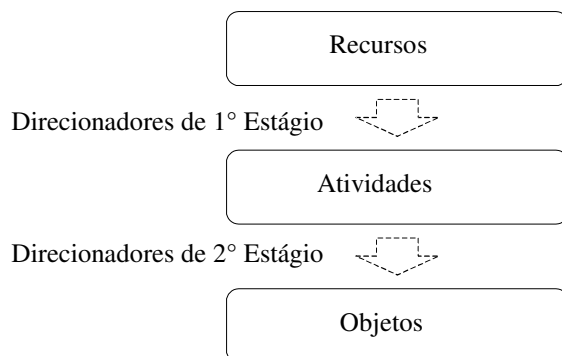 Recursos
Direcionadores de 1° Estágio
Atividades
Direcionadores de 2° Estágio
Objetos